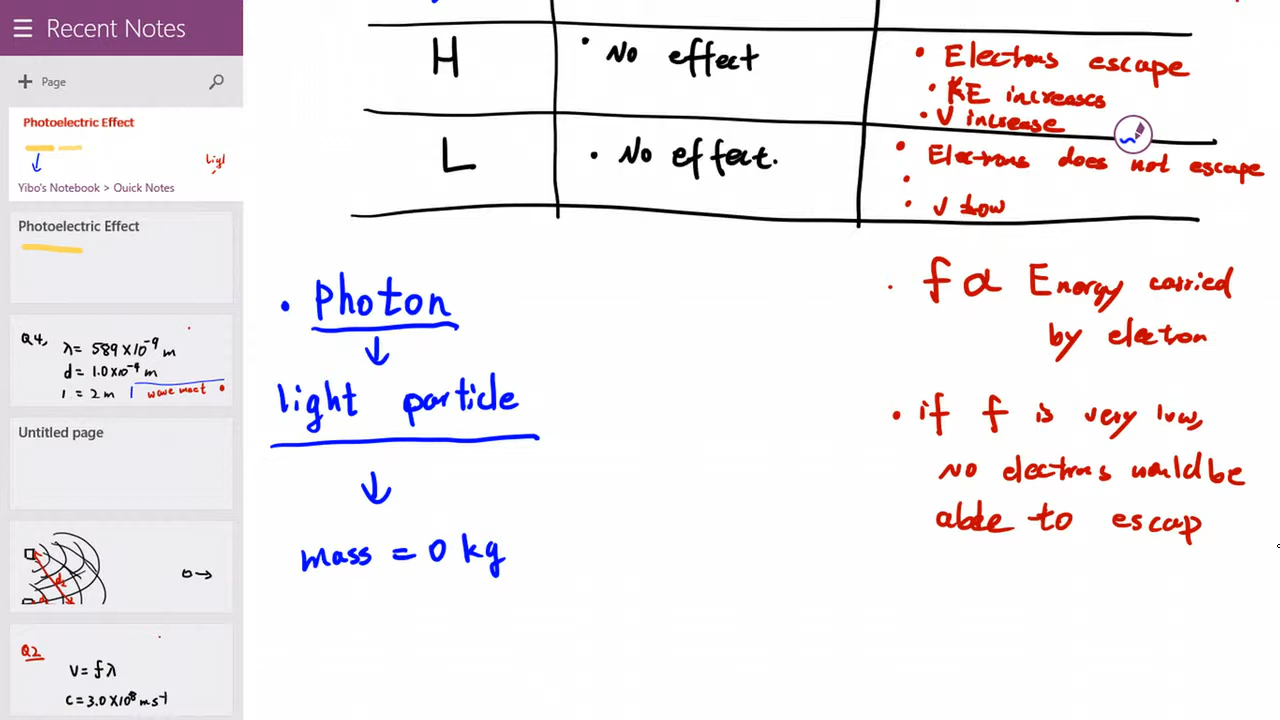 Recent Notes
Page
Photoelectric Effect
Yibo's Notebook > Quick Notes
Photoelectric Effect
Q4,
λ= 589 ×10⁻⁹ m
d = 1.0×10⁻⁴ m
= 2 m
Untitled page
d₂
Q2
V = fλ
C = 3.0 ×10⁸ ms⁻¹
H
• No effect
• Electrons escape
• KE increases
• V increase
L
• No effect.
• Electrons does not escape
•
• V low
• Photon
↓
light particle
↓
mass = 0 kg
• f α Energy carried
by electon
• if f is very low,
No electrons would be
able to escap